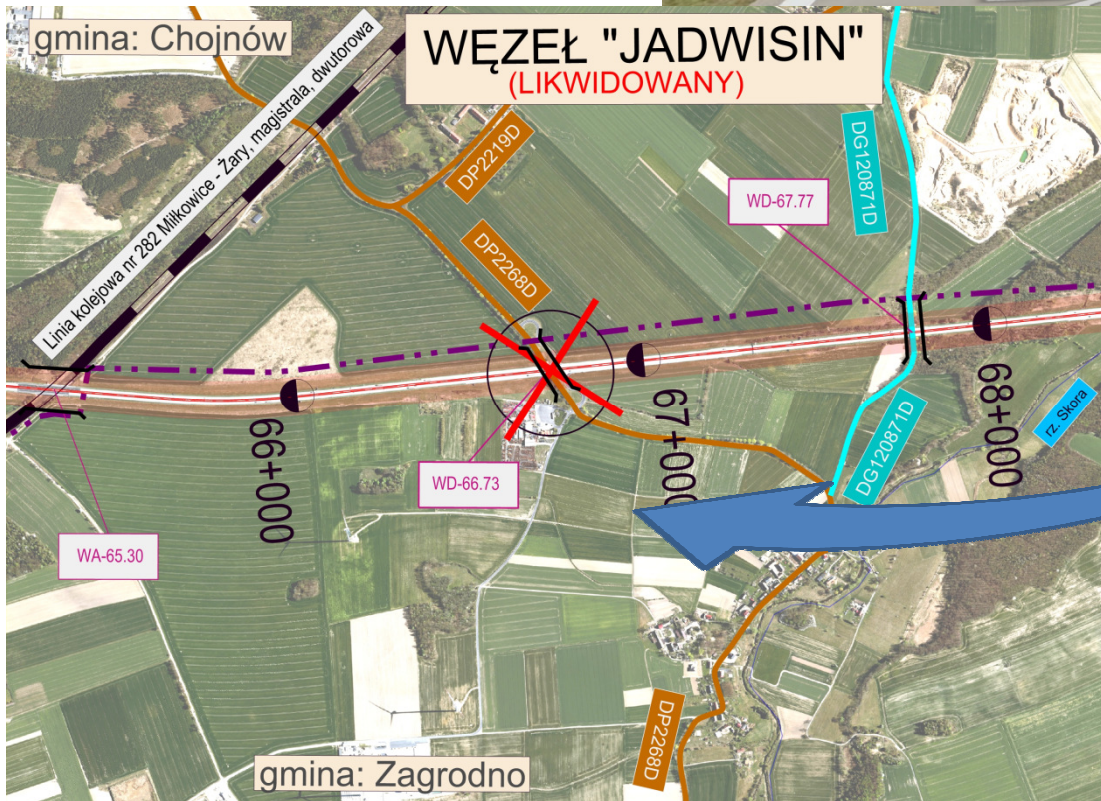 gmina: Chojnów
WĘZEŁ "JADWISIN"
(LIKWIDOWANY)
Linia kolejowa nr 282 Miłkowice - Żary, magistrala, dwutorowa
DP2219D
DG120871D
WD-67.77
DP2268D
66+000
67+000
68+000
rz. Skora
WD-66.73
DG120871D
WA-65.30
DP2268D
gmina: Zagrodno